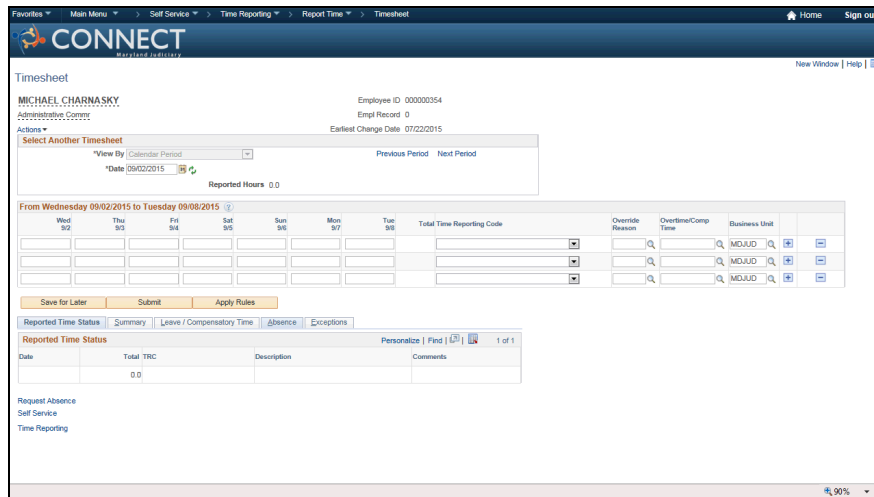 Favorites Main Menu > Self Service > Time Reporting > Report Time > Timesheet Home Sign ou
CONNECT
Maryland Judiciary
New Window | Help |
Timesheet
MICHAEL CHARNASKY Employee ID 000000354
Administrative Commr Empl Record 0
Actions Earliest Change Date 07/22/2015
Select Another Timesheet
*View By Calendar Period Previous Period Next Period
*Date 09/02/2015
Reported Hours 0.0
From Wednesday 09/02/2015 to Tuesday 09/08/2015
Wed Thu Fri Sat Sun Mon Tue Total Time Reporting Code Override Reason Overtime/Comp Time Business Unit
9/2 9/3 9/4 9/5 9/6 9/7 9/8
MDJUD
MDJUD
MDJUD
Save for Later Submit Apply Rules
Reported Time Status Summary Leave / Compensatory Time Absence Exceptions
Reported Time Status Personalize | Find | | 1 of 1
Date Total TRC Description Comments
0.0
Request Absence
Self Service
Time Reporting
90%